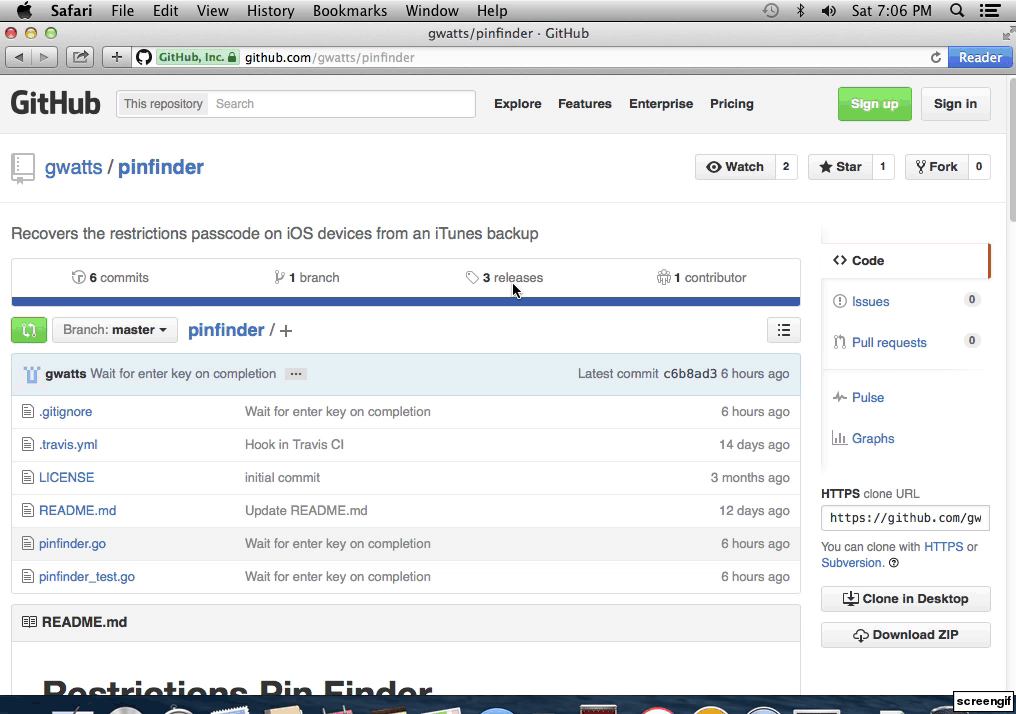 Safari File Edit View History Bookmarks Window Help Sat 7:06 PM
gwatts/pinfinder · GitHub
GitHub, Inc. github.com/gwatts/pinfinder Reader
GitHub This repository Search Explore Features Enterprise Pricing Sign up Sign in
gwatts / pinfinder Watch 2 Star 1 Fork 0
Recovers the restrictions passcode on iOS devices from an iTunes backup
6 commits 1 branch 3 releases 1 contributor
Branch: master pinfinder / +
gwatts Wait for enter key on completion ... Latest commit c6b8ad3 6 hours ago
.gitignore Wait for enter key on completion 6 hours ago
.travis.yml Hook in Travis CI 14 days ago
LICENSE initial commit 3 months ago
README.md Update README.md 12 days ago
pinfinder.go Wait for enter key on completion 6 hours ago
pinfinder_test.go Wait for enter key on completion 6 hours ago
README.md
Restrictions Pin Finder
Code
Issues 0
Pull requests 0
Pulse
Graphs
HTTPS clone URL
https://github.com/gw
You can clone with HTTPS or
Subversion.
Clone in Desktop
Download ZIP
screengif